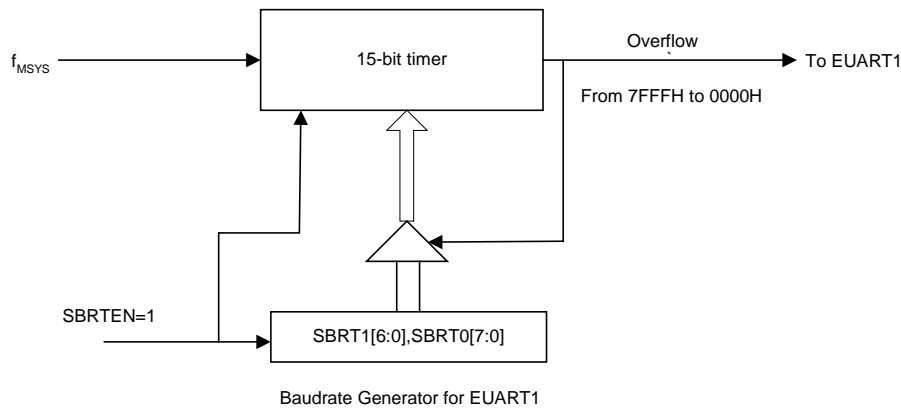 Overflow
f_MSYS
15-bit timer
`
To EUART1
From 7FFFH to 0000H
SBRTEN=1
SBRT1[6:0],SBRT0[7:0]
Baudrate Generator for EUART1